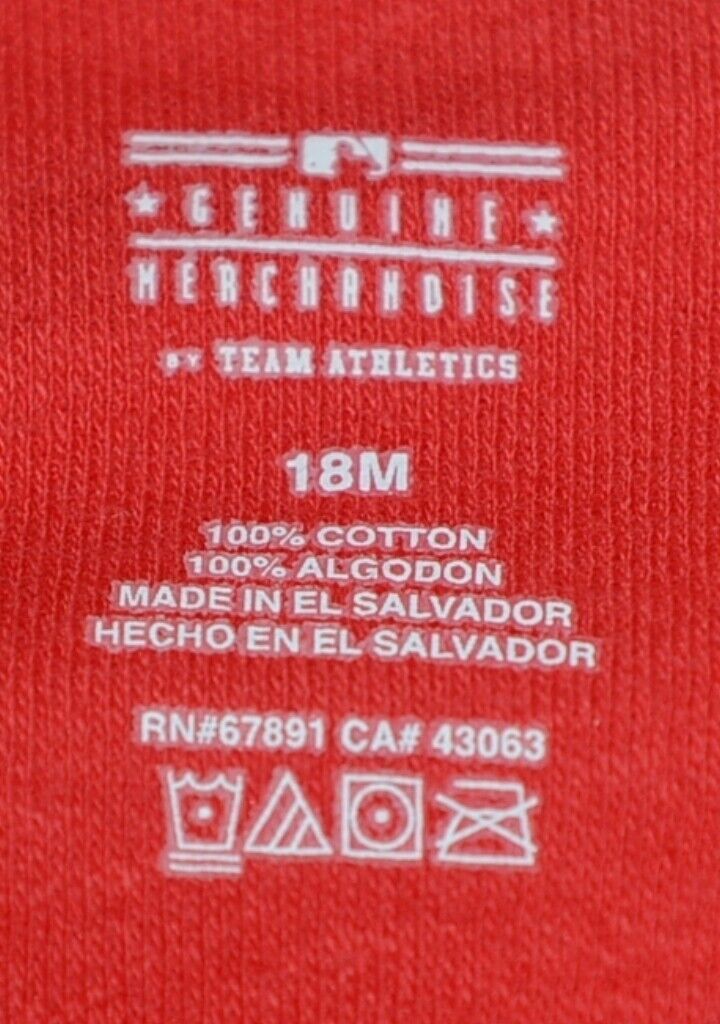 GENUINE
MERCHANDISE
BY TEAM ATHLETICS
18M
100% COTTON
100% ALGODON
MADE IN EL SALVADOR
HECHO EN EL SALVADOR
RN#67891 CA# 43063